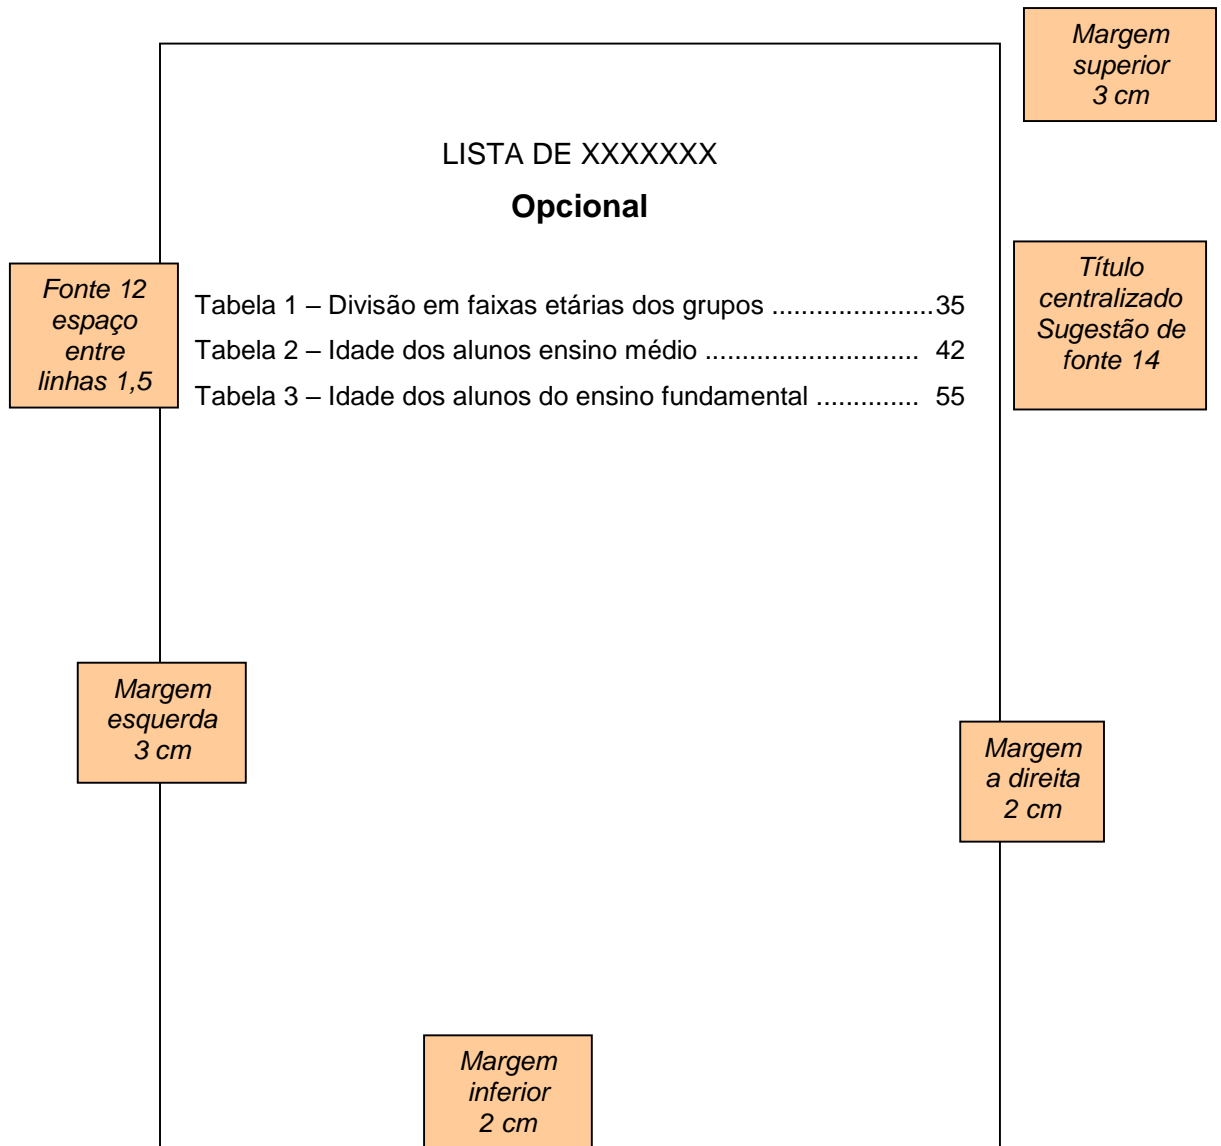 Margem
superior
3 cm
LISTA DE XXXXXXX
Opcional
Fonte 12
espaço
entre
linhas 1,5
Tabela 1 – Divisão em faixas etárias dos grupos ......................35
Tabela 2 – Idade dos alunos ensino médio ............................. 42
Tabela 3 – Idade dos alunos do ensino fundamental .............. 55
Título
centralizado
Sugestão de
fonte 14
Margem
esquerda
3 cm
Margem
a direita
2 cm
Margem
inferior
2 cm